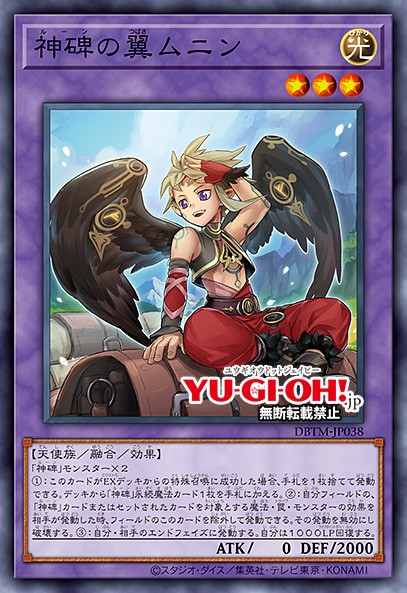 神碑の翼ムニン
ルーン つばさ
光
ひかり
ユウギオウドットジェイピー
YU-GI-OH!.jp
無断転載禁止
DBTM-JP038
【天使族/融合/効果】
「神碑」モンスター×2
①:このカードがEXデッキからの特殊召喚に成功した場合、手札を1枚捨てて発動
できる。デッキから「神碑」永続魔法カード1枚を手札に加える。②:自分フィールドの、
「神碑」カードまたはセットされたカードを対象とする魔法・罠・モンスターの効果を
相手が発動した時、フィールドのこのカードを除外して発動できる。その発動を無効にし
破壊する。③:自分・相手のエンドフェイズに発動する。自分は1000LP回復する。
ATK/ 0 DEF/2000
©スタジオ・ダイス/集英社・テレビ東京・KONAMI